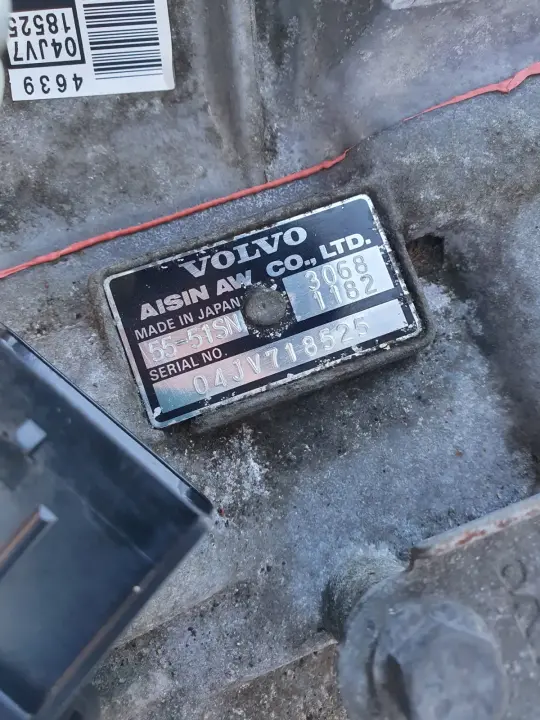 4639
04JV7
18525
VOLVO
AISIN AW CO., LTD.
MADE IN JAPAN
3068
1182
55-51SN
SERIAL NO.
04JV718525